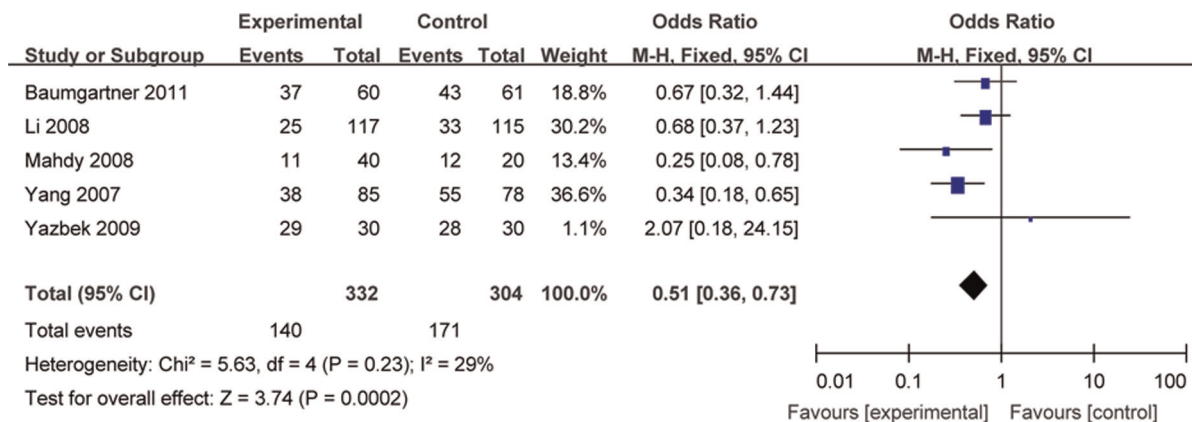 Experimental Control Odds Ratio Odds Ratio
Study or Subgroup Events Total Events Total Weight M-H, Fixed, 95% CI M-H, Fixed, 95% CI
Baumgartner 2011 37 60 43 61 18.8% 0.67 [0.32, 1.44]
Li 2008 25 117 33 115 30.2% 0.68 [0.37, 1.23]
Mahdy 2008 11 40 12 20 13.4% 0.25 [0.08, 0.78]
Yang 2007 38 85 55 78 36.6% 0.34 [0.18, 0.65]
Yazbek 2009 29 30 28 30 1.1% 2.07 [0.18, 24.15]
Total (95% CI) 332 304 100.0% 0.51 [0.36, 0.73]
Total events 140 171
Heterogeneity: Chi² = 5.63, df = 4 (P = 0.23); I² = 29%
Test for overall effect: Z = 3.74 (P = 0.0002)
0.01 0.1 1 10 100
Favours [experimental] Favours [control]